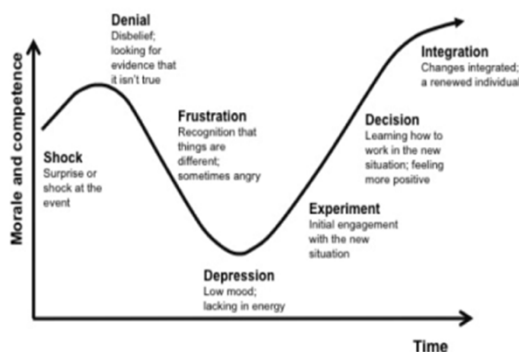 Denial
Disbelief;
looking for
evidence that
it isn't true
Integration
Changes integrated;
a renewed individual
Frustration
Recognition that
things are
different;
sometimes angry
Decision
Learning how to
work in the new
situation; feeling
more positive
Shock
Surprise or
shock at the
event
Experiment
Initial engagement
with the new
situation
Depression
Low mood;
lacking in energy
Morale and competence
Time